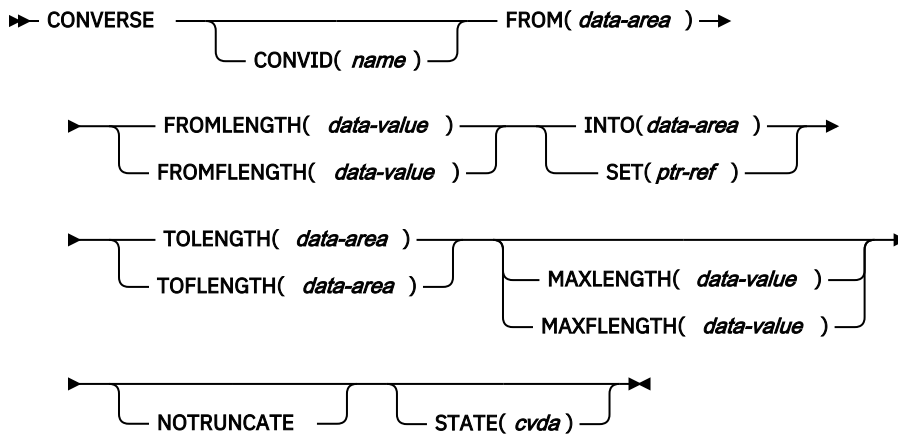 CONVERSE FROM( data-area )
CONVID( name )
FROMLENGTH( data-value ) INTO( data-area )
FROMFLENGTH( data-value ) SET( ptr-ref )
TOLENGTH( data-area )
TOFLENGTH( data-area ) MAXLENGTH( data-value )
MAXFLENGTH( data-value )
NOTRUNCATE STATE( cvda )